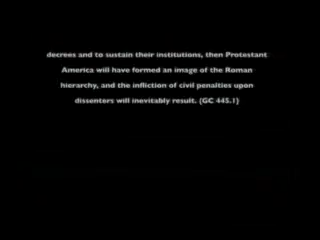 decrees and to sustain their institutions, then Protestant
America will have formed an image of the Roman
hierarchy, and the infliction of civil penalties upon
dissenters will inevitably result. {GC 445.1}